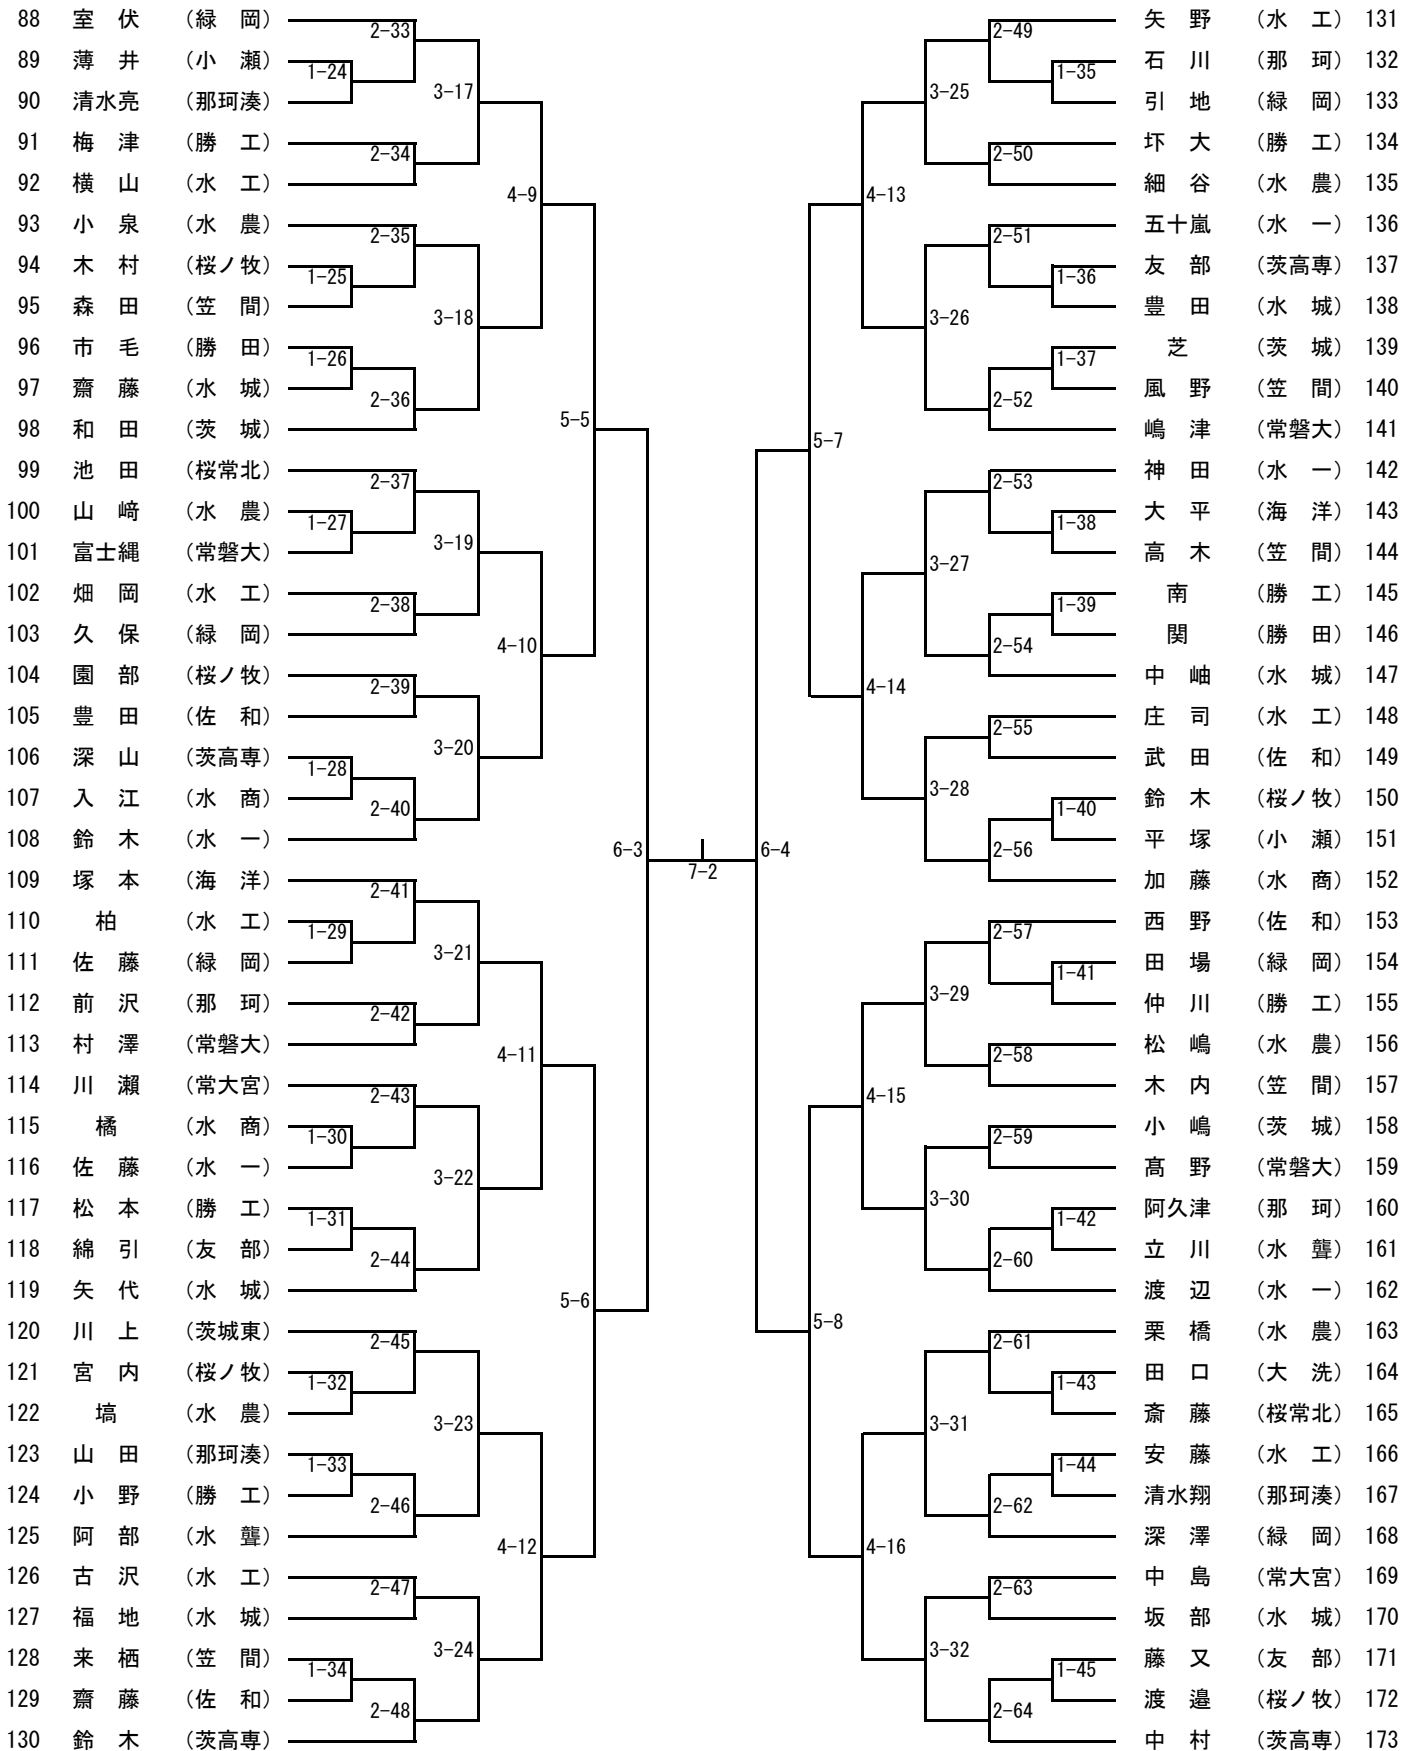 88 室 伏 （緑 岡） 2-33 2-49 矢 野 （水 工） 131
89 薄 井 （小 瀬） 1-24 石 川 （那 珂） 132
1-35
90 清水亮 （那珂湊） 3-17 3-25 引 地 （緑 岡） 133
91 梅 津 （勝 工） 2-34 2-50 圷 大 （勝 工） 134
92 横 山 （水 工） 4-9 4-13 細 谷 （水 農） 135
93 小 泉 （水 農） 2-35 2-51 五十嵐 （水 一） 136
94 木 村 （桜ノ牧） 1-25 1-36 友 部 （茨高専） 137
95 森 田 （笠 間） 3-18 3-26 豊 田 （水 城） 138
96 市 毛 （勝 田） 1-26 1-37 芝 （茨 城） 139
97 齋 藤 （水 城） 2-36 2-52 風 野 （笠 間） 140
98 和 田 （茨 城） 5-5 5-7 嶋 津 （常磐大） 141
99 池 田 （桜常北） 2-37 2-53 神 田 （水 一） 142
100 山 﨑 （水 農） 1-27 1-38 大 平 （海 洋） 143
101 富士縄 （常磐大） 3-19 3-27 高 木 （笠 間） 144
102 畑 岡 （水 工） 2-38 1-39 南 （勝 工） 145
103 久 保 （緑 岡） 4-10 2-54 関 （勝 田） 146
104 園 部 （桜ノ牧） 2-39 4-14 中 岫 （水 城） 147
105 豊 田 （佐 和） 3-20 2-55 庄 司 （水 工） 148
106 深 山 （茨高専） 1-28 武 田 （佐 和） 149
107 入 江 （水 商） 2-40 3-28 1-40 鈴 木 （桜ノ牧） 150
108 鈴 木 （水 一） 6-3 7-2 6-4 2-56 平 塚 （小 瀬） 151
109 塚 本 （海 洋） 2-41 加 藤 （水 商） 152
110 柏 （水 工） 1-29 2-57 西 野 （佐 和） 153
111 佐 藤 （緑 岡） 3-21 1-41 田 場 （緑 岡） 154
112 前 沢 （那 珂） 2-42 3-29 仲 川 （勝 工） 155
113 村 澤 （常磐大） 4-11 2-58 松 嶋 （水 農） 156
114 川 瀨 （常大宮） 2-43 4-15 木 内 （笠 間） 157
115 橘 （水 商） 1-30 2-59 小 嶋 （茨 城） 158
116 佐 藤 （水 一） 3-22 髙 野 （常磐大） 159
117 松 本 （勝 工） 1-31 3-30 1-42 阿久津 （那 珂） 160
118 綿 引 （友 部） 2-44 2-60 立 川 （水 聾） 161
119 矢 代 （水 城） 5-6 渡 辺 （水 一） 162
120 川 上 （茨城東） 2-45 5-8 2-61 栗 橋 （水 農） 163
121 宮 内 （桜ノ牧） 1-32 1-43 田 口 （大 洗） 164
122 塙 （水 農） 3-23 3-31 斎 藤 （桜常北） 165
123 山 田 （那珂湊） 1-33 1-44 安 藤 （水 工） 166
124 小 野 （勝 工） 2-46 2-62 清水翔 （那珂湊） 167
125 阿 部 （水 聾） 4-12 4-16 深 澤 （緑 岡） 168
126 古 沢 （水 工） 2-47 2-63 中 島 （常大宮） 169
127 福 地 （水 城） 坂 部 （水 城） 170
128 来 栖 （笠 間） 1-34 3-24 3-32 1-45 藤 又 （友 部） 171
129 齋 藤 （佐 和） 2-48 2-64 渡 邉 （桜ノ牧） 172
130 鈴 木 （茨高専） 中 村 （茨高専） 173